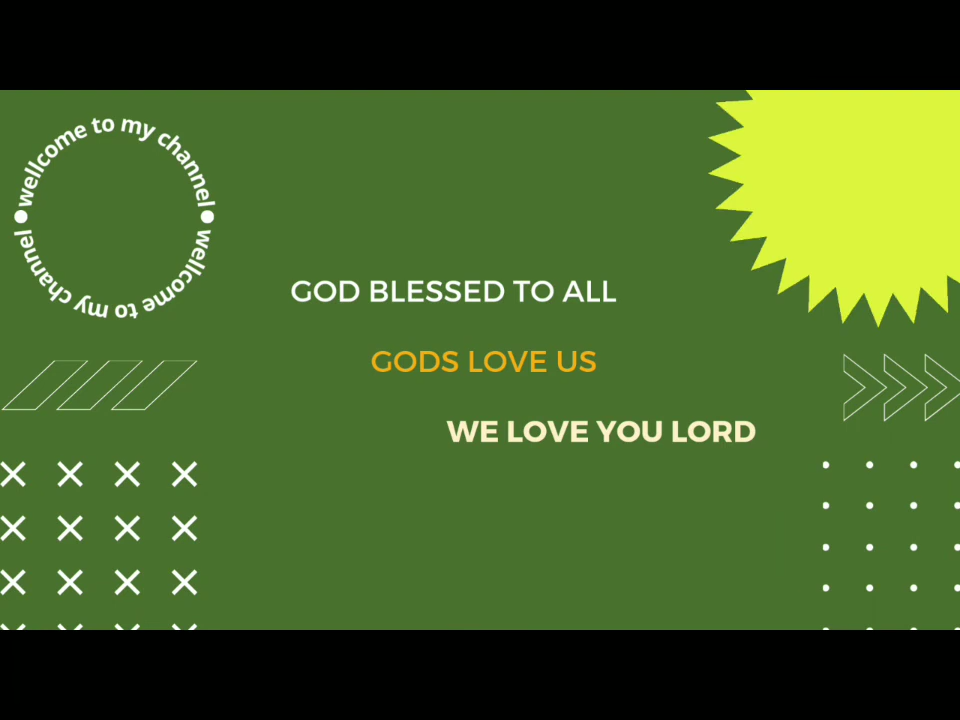 wellcome to my channel
wellcome to my channel
GOD BLESSED TO ALL
GODS LOVE US
WE LOVE YOU LORD